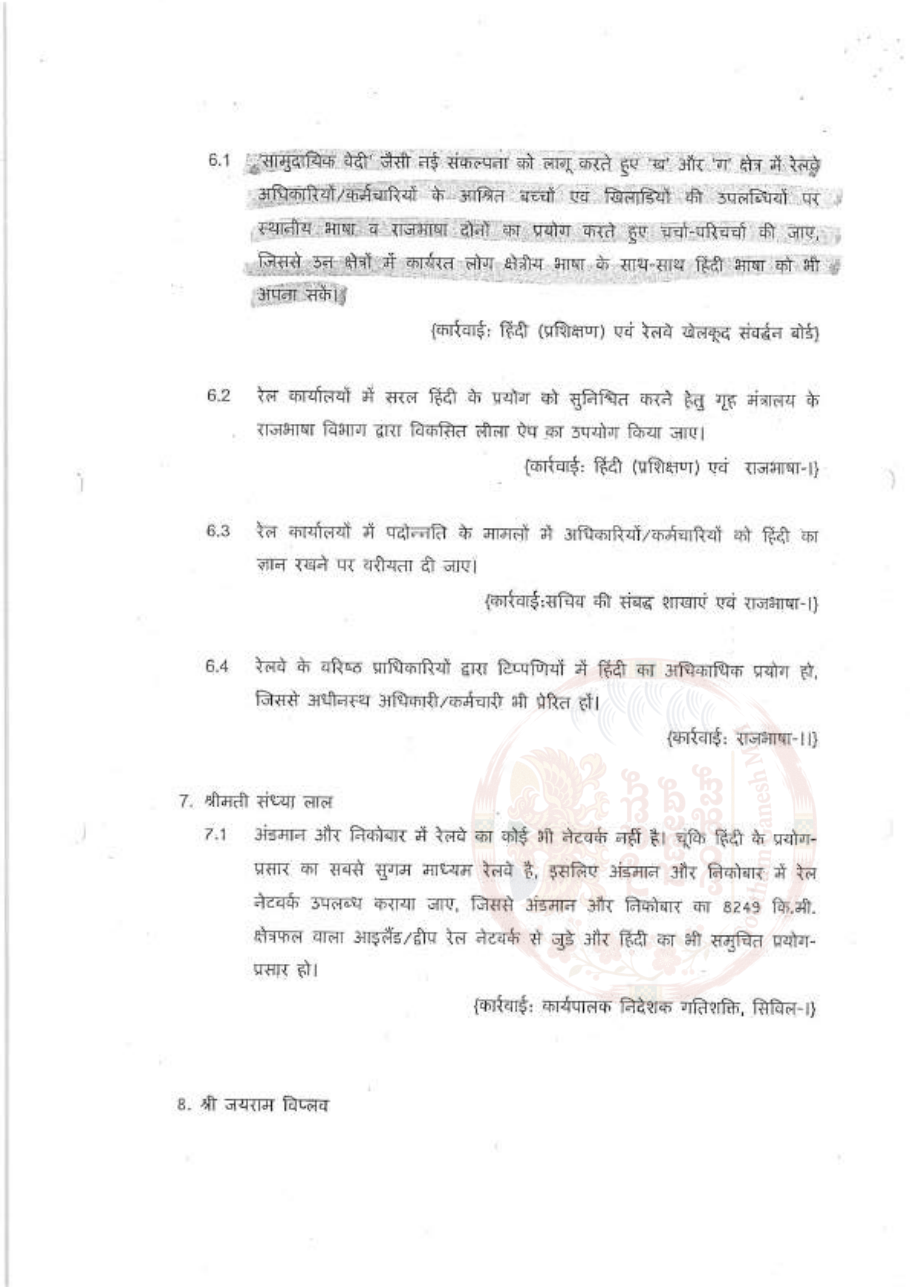 6.1 'सामुदायिक वेदी' जैसी नई संकल्पना को लागू करते हुए 'ख' और 'ग' क्षेत्र में रेलवे
अधिकारियों/कर्मचारियों के आश्रित बच्चों एवं खिलाडियों की उपलब्धियों पर
स्थानीय भाषा व राजभाषा दोनों का प्रयोग करते हुए चर्चा-परिचर्चा की जाए,
जिससे उन क्षेत्रों में कार्यरत लोग क्षेत्रीय भाषा के साथ-साथ हिंदी भाषा को भी
अपना सकें।
{कार्रवाई: हिंदी (प्रशिक्षण) एवं रेलवे खेलकूद संवर्द्धन बोर्ड}
6.2 रेल कार्यालयों में सरल हिंदी के प्रयोग को सुनिश्चित करने हेतु गृह मंत्रालय के
राजभाषा विभाग द्वारा विकसित लीला ऐप का उपयोग किया जाए।
{कार्रवाई: हिंदी (प्रशिक्षण) एवं राजभाषा-I}
6.3 रेल कार्यालयों में पदोन्नति के मामलों में अधिकारियों/कर्मचारियों को हिंदी का
ज्ञान रखने पर वरीयता दी जाए।
{कार्रवाई:सचिव की संबद्ध शाखाएं एवं राजभाषा-I}
6.4 रेलवे के वरिष्ठ प्राधिकारियों द्वारा टिप्पणियों में हिंदी का अधिकाधिक प्रयोग हो,
जिससे अधीनस्थ अधिकारी/कर्मचारी भी प्रेरित हों।
{कार्रवाई: राजभाषा-II}
7. श्रीमती संध्या लाल
7.1 अंडमान और निकोबार में रेलवे का कोई भी नेटवर्क नहीं है। चूंकि हिंदी के प्रयोग-
प्रसार का सबसे सुगम माध्यम रेलवे है, इसलिए अंडमान और निकोबार में रेल
नेटवर्क उपलब्ध कराया जाए, जिससे अंडमान और निकोबार का 8249 कि.मी.
क्षेत्रफल वाला आइलैंड/द्वीप रेल नेटवर्क से जुडे और हिंदी का भी समुचित प्रयोग-
प्रसार हो।
{कार्रवाई: कार्यपालक निदेशक गतिशक्ति, सिविल-I}
8. श्री जयराम विप्लव